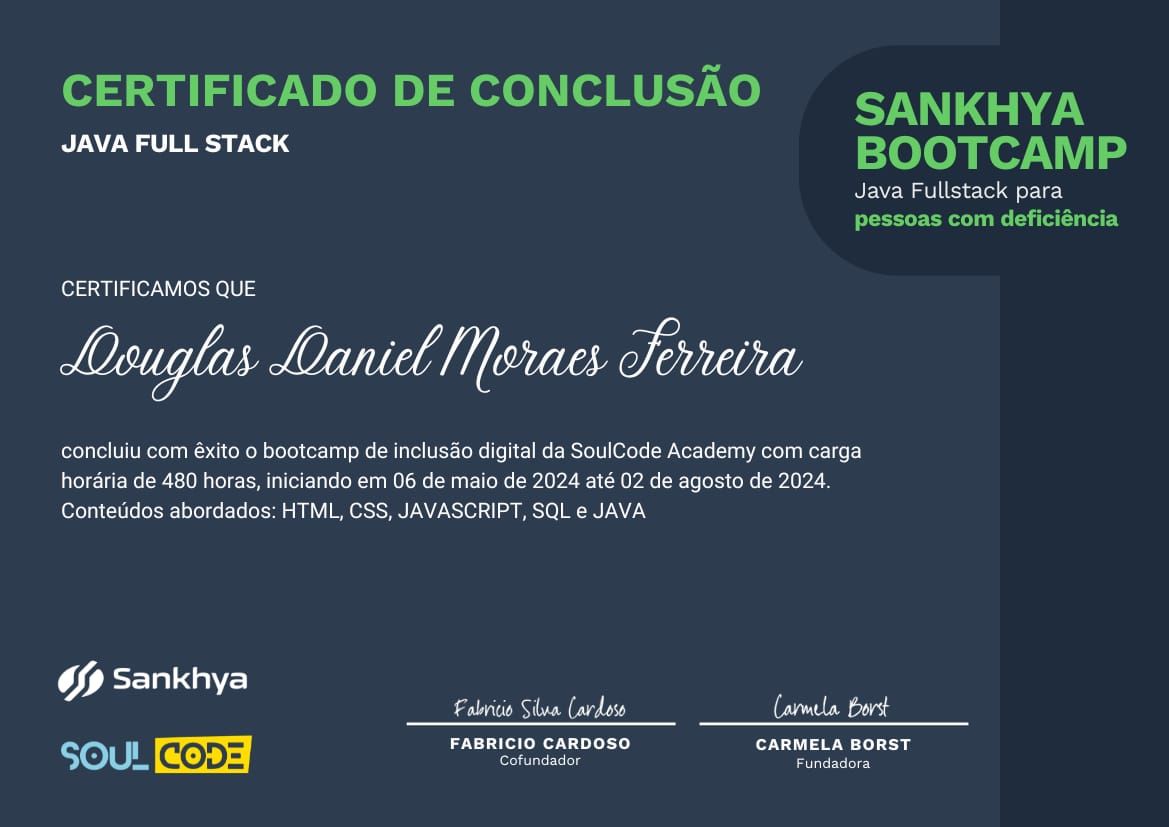 CERTIFICADO DE CONCLUSÃO
JAVA FULL STACK
SANKHYA
BOOTCAMP
Java Fullstack para
pessoas com deficiência
CERTIFICAMOS QUE
Douglas Daniel Moraes Ferreira
concluiu com êxito o bootcamp de inclusão digital da SoulCode Academy com carga
horária de 480 horas, iniciando em 06 de maio de 2024 até 02 de agosto de 2024.
Conteúdos abordados: HTML, CSS, JAVASCRIPT, SQL e JAVA
Sankhya
SOUL CODE
Fabricio Silva Cardoso
FABRICIO CARDOSO
Cofundador
Carmela Borst
CARMELA BORST
Fundadora